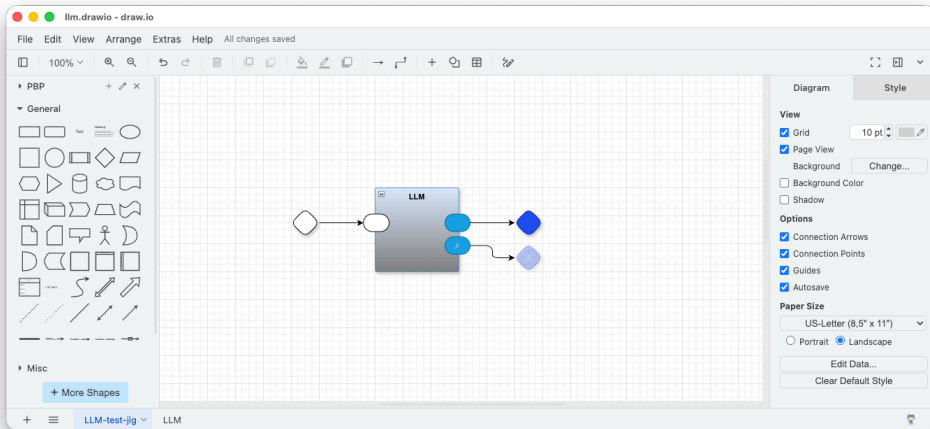 llm.drawio - draw.io
File Edit View Arrange Extras Help All changes saved
100%
PBP
General
Text
Heading
Misc
+ More Shapes
LLM
Diagram Style
View
Grid 10 pt
Page View
Background Change...
Background Color
Shadow
Options
Connection Arrows
Connection Points
Guides
Autosave
Paper Size
US-Letter (8,5" x 11")
Portrait Landscape
Edit Data...
Clear Default Style
LLM-test-jig LLM